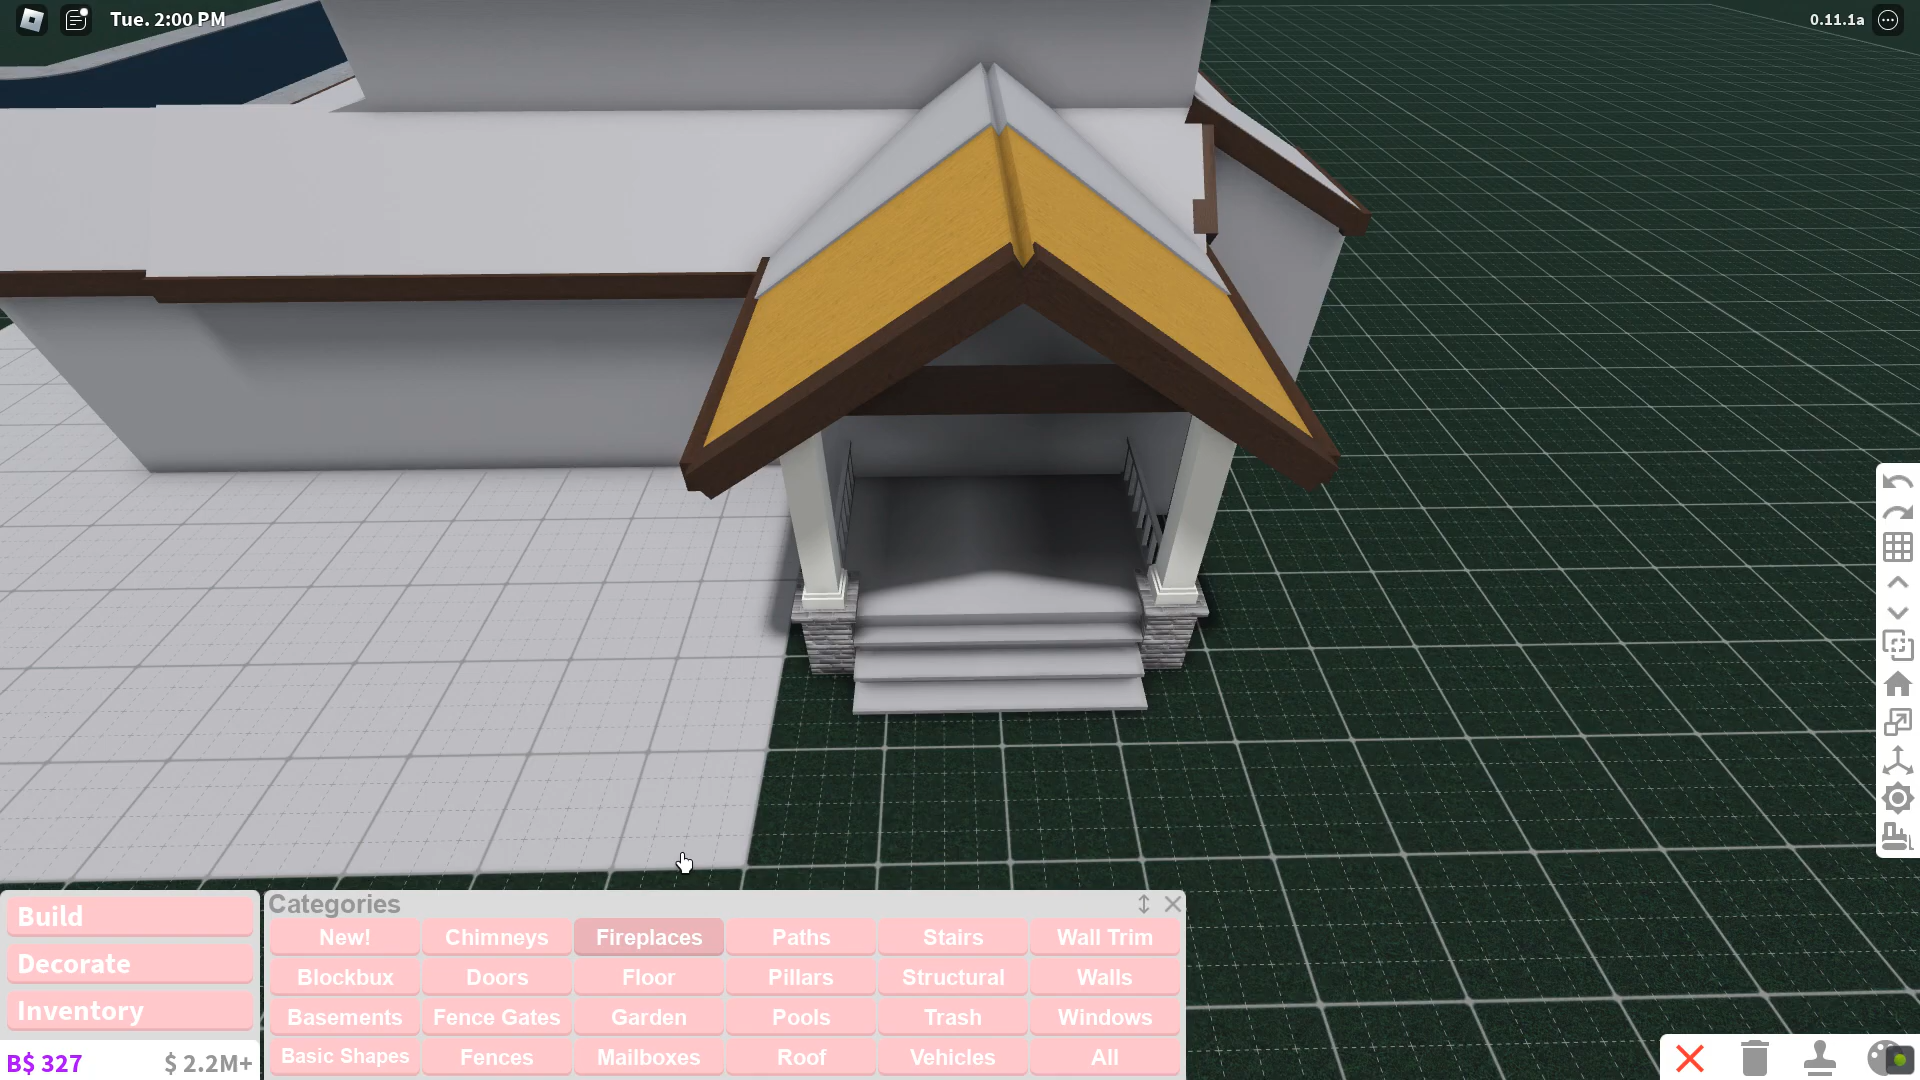 Tue. 2:00 PM
0.11.1a
Build
Decorate
Inventory
B$ 327
$ 2.2M+
Categories
New! Chimneys Fireplaces Paths Stairs Wall Trim
Blockbux Doors Floor Pillars Structural Walls
Basements Fence Gates Garden Pools Trash Windows
Basic Shapes Fences Mailboxes Roof Vehicles All